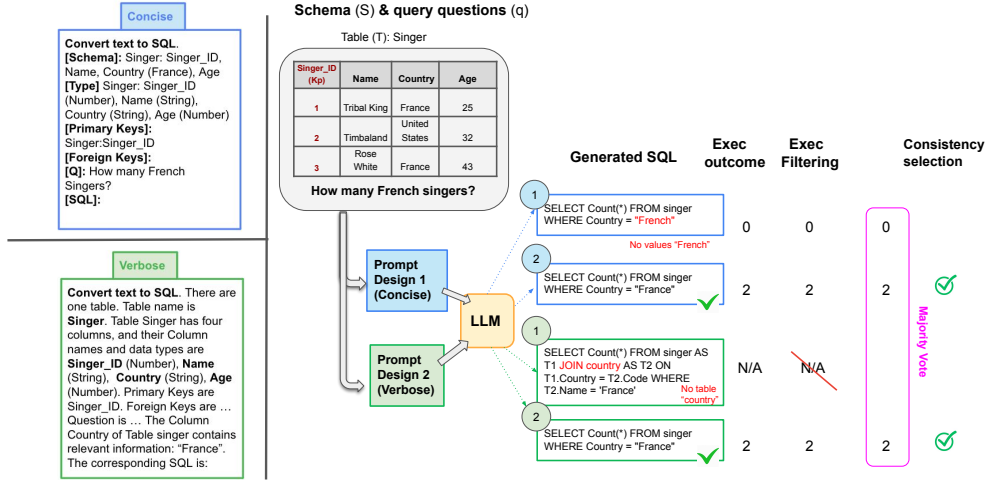 Concise
Convert text to SQL.
[Schema]: Singer: Singer_ID,
Name, Country (France), Age
[Type] Singer: Singer_ID
(Number), Name (String),
Country (String), Age (Number)
[Primary Keys]:
Singer:Singer_ID
[Foreign Keys]:
[Q]: How many French
Singers?
[SQL]:
Verbose
Convert text to SQL. There are
one table. Table name is
Singer. Table Singer has four
columns, and their Column
names and data types are
Singer_ID (Number), Name
(String), Country (String), Age
(Number). Primary Keys are
Singer_ID. Foreign Keys are …
Question is … The Column
Country of Table singer contains
relevant information: “France”.
The corresponding SQL is:
Schema (S) & query questions (q)
Table (T): Singer
Singer_ID (Kp) Name Country Age
1 Tribal King France 25
2 Timbaland United States 32
3 Rose White France 43
How many French singers?
Prompt
Design 1
(Concise)
Prompt
Design 2
(Verbose)
LLM
Generated SQL
1
SELECT Count(*) FROM singer
WHERE Country = "French"
No values “French”
2
SELECT Count(*) FROM singer
WHERE Country = "France"
1
SELECT Count(*) FROM singer AS
T1 JOIN country AS T2 ON
T1.Country = T2.Code WHERE
T2.Name = 'France'
No table
“country”
2
SELECT Count(*) FROM singer
WHERE Country = "France"
Exec
outcome
0
2
N/A
2
Exec
Filtering
0
2
N/A
2
Consistency
selection
0
2
2
Majority Vote